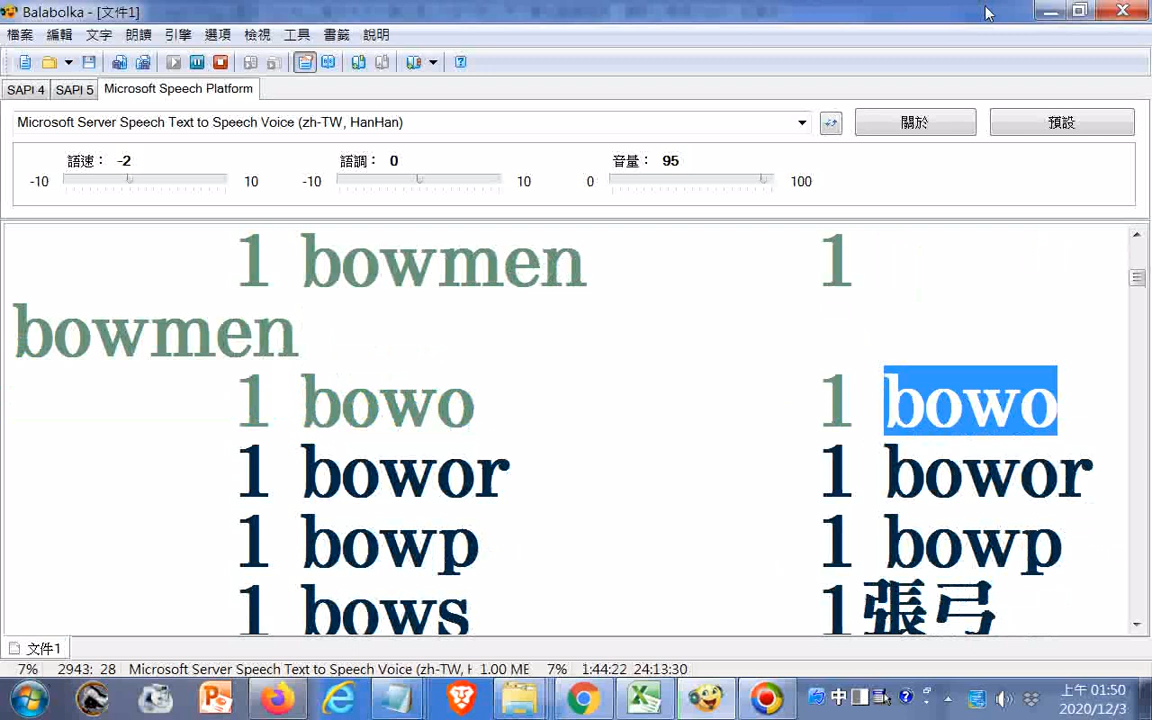 Balabolka - [文件1]
檔案 編輯 文字 朗讀 引擎 選項 檢視 工具 書籤 說明
SAPI 4 SAPI 5 Microsoft Speech Platform
Microsoft Server Speech Text to Speech Voice (zh-TW, HanHan) 關於 預設
語速： -2 語調： 0 音量： 95
-10 10 -10 10 0 100
1 bowmen 1
bowmen
1 bowo 1 bowo
1 bowor 1 bowor
1 bowp 1 bowp
1 bows 1張弓
文件1
7% 2943: 28 Microsoft Server Speech Text to Speech Voice (zh-TW, H 1.00 ME 7% 1:44:22 24:13:30
中 上午 01:50
2020/12/3